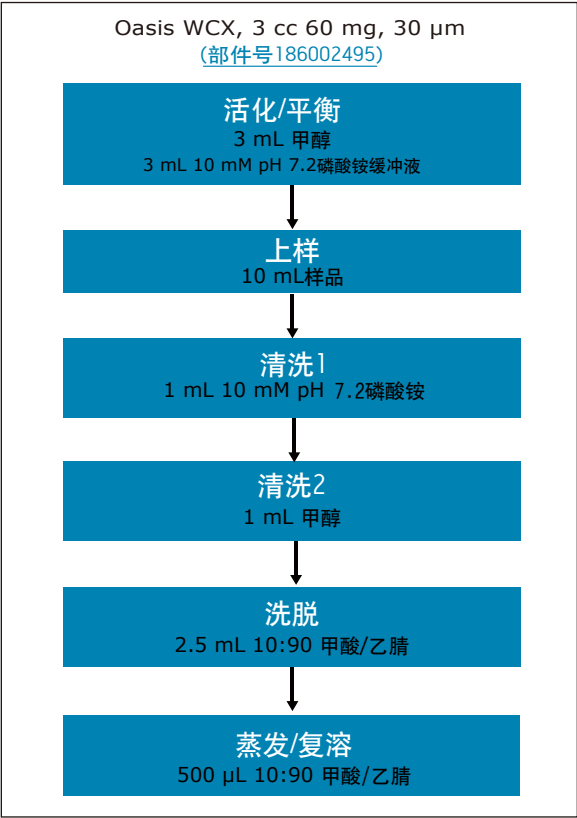 Oasis WCX, 3 cc 60 mg, 30 µm
(部件号186002495)
活化/平衡
3 mL 甲醇
3 mL 10 mM pH 7.2磷酸铵缓冲液
上样
10 mL样品
清洗1
1 mL 10 mM pH 7.2磷酸铵
清洗2
1 mL 甲醇
洗脱
2.5 mL 10:90 甲酸/乙腈
蒸发/复溶
500 µL 10:90 甲酸/乙腈